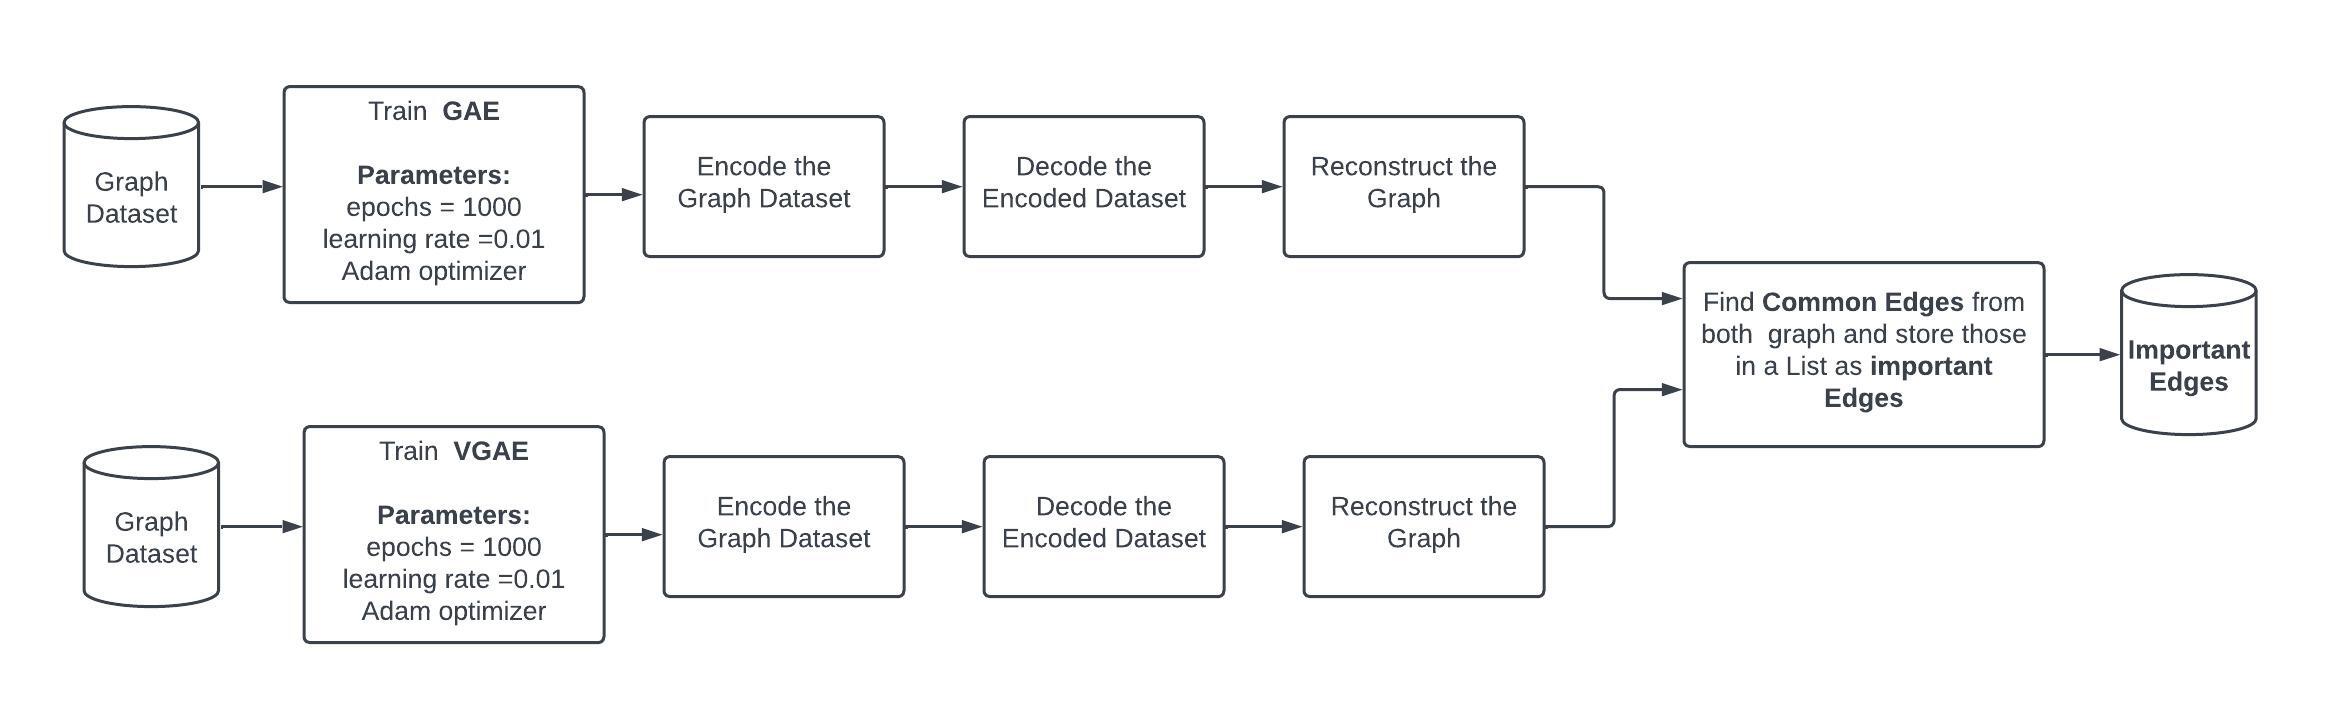 Graph
Dataset
Train  GAE
Parameters:
epochs = 1000
learning rate =0.01
Adam optimizer
Encode the
Graph Dataset
Decode the
Encoded Dataset
Reconstruct the
Graph
Find Common Edges from
both  graph and store those
in a List as important
Edges
Important
Edges
Graph
Dataset
Train  VGAE
Parameters:
epochs = 1000
learning rate =0.01
Adam optimizer
Encode the
Graph Dataset
Decode the
Encoded Dataset
Reconstruct the
Graph